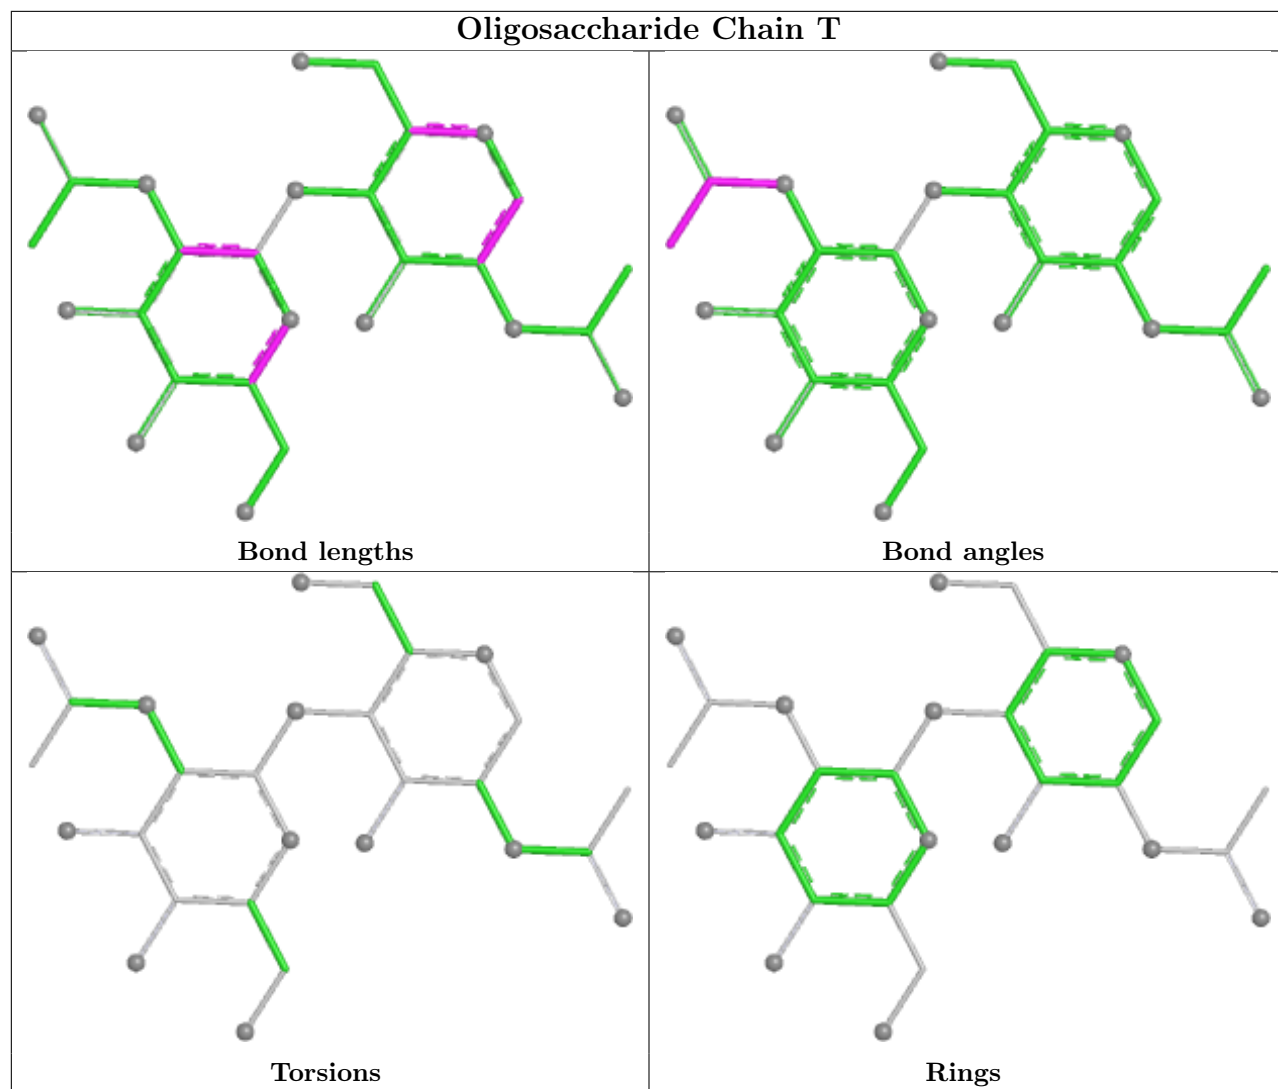 Oligosaccharide Chain T
Bond lengths
Bond angles
Torsions
Rings